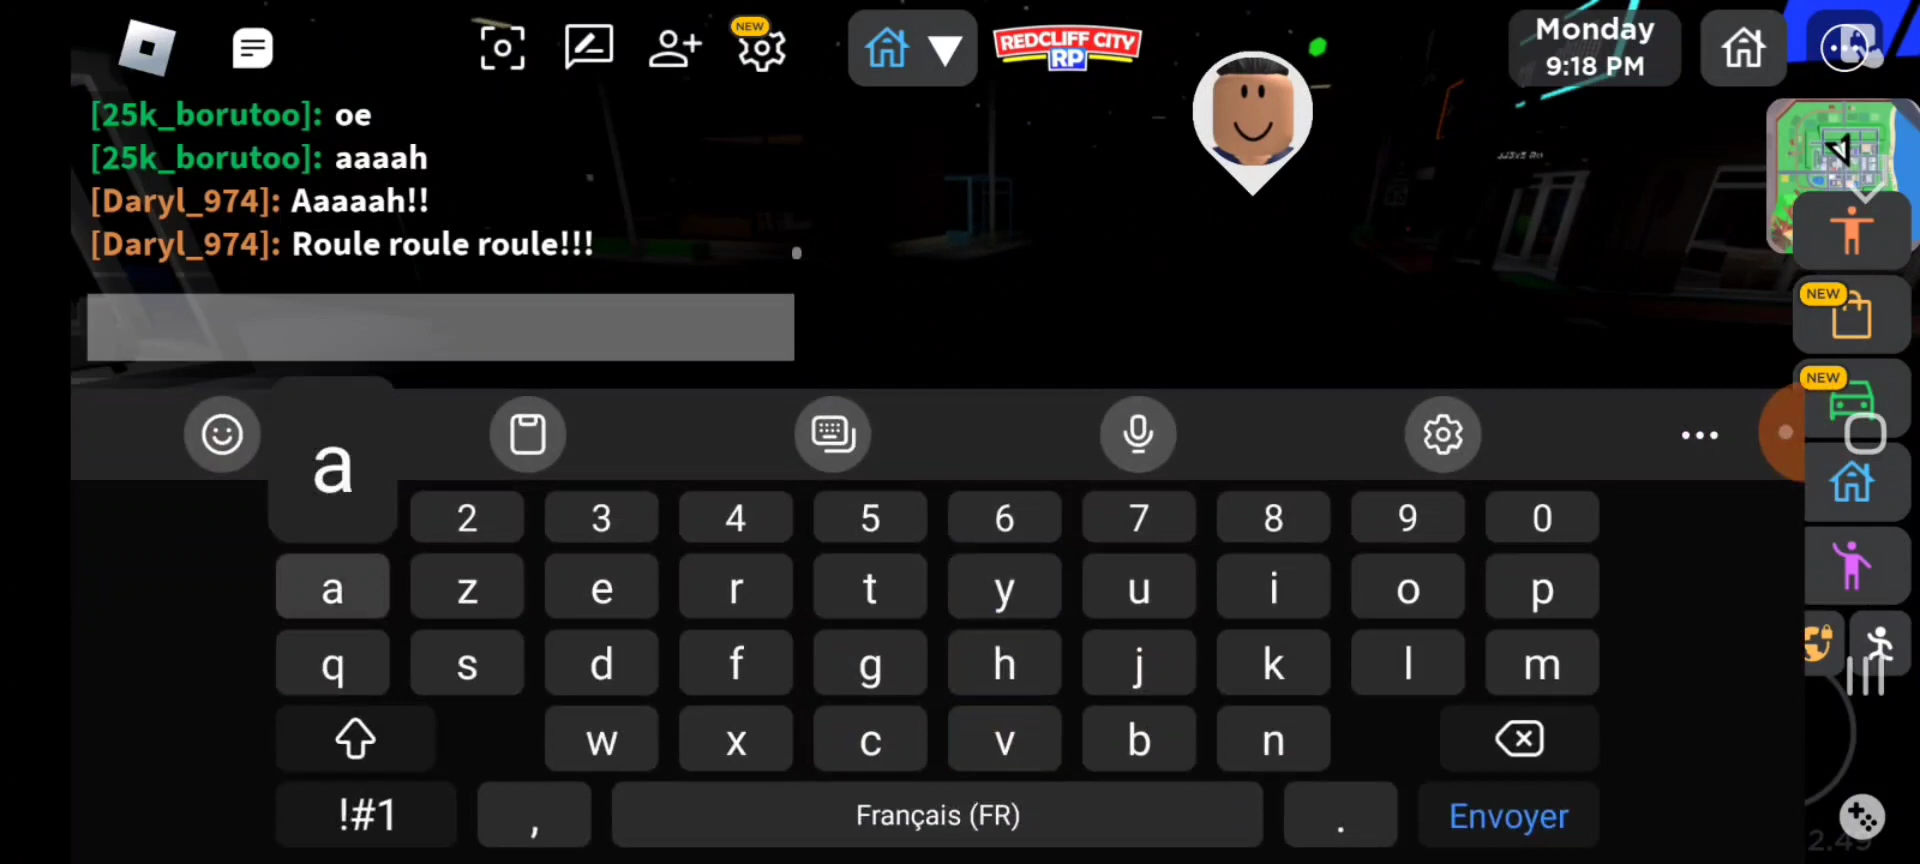 NEW
REDCLIFF CITY
RP
Monday
9:18 PM
[25k_borutoo]: oe
[25k_borutoo]: aaaah
[Daryl_974]: Aaaaah!!
[Daryl_974]: Roule roule roule!!!
NEW
NEW
a
2 3 4 5 6 7 8 9 0
a z e r t y u i o p
q s d f g h j k l m
w x c v b n
!#1 , Français (FR) . Envoyer